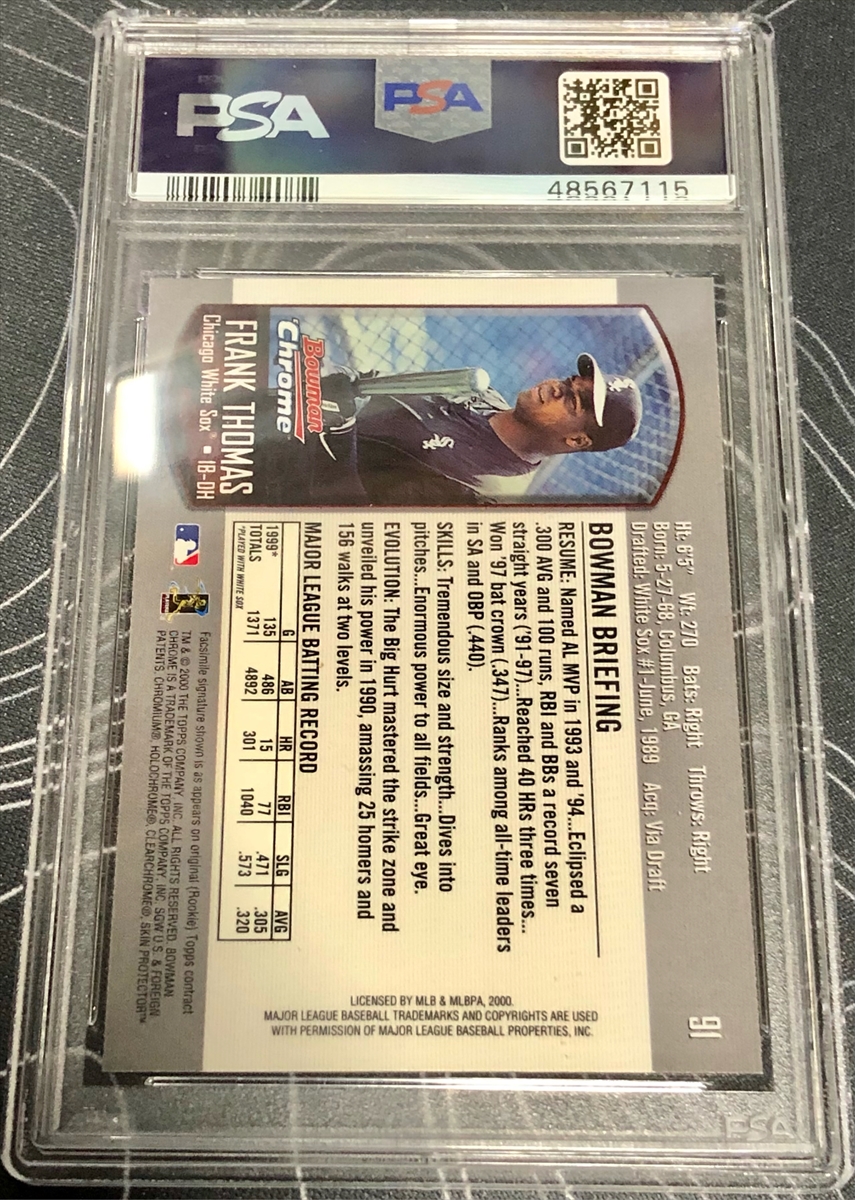 PSA
PSA
48567115
Ht: 6'5" Wt: 270 Bats: Right Throws: Right
Born: 5-27-68, Columbus, GA
Drafted: White Sox #1-June, 1989 Acq: Via Draft
91
BOWMAN BRIEFING
RESUME: Named AL MVP in 1993 and '94...Eclipsed a
.300 AVG and 100 runs, RBI and BBs a record seven
straight years ('91-97)...Reached 40 HRs three times...
Won '97 bat crown (.347)...Ranks among all-time leaders
in SA and OBP (.440).
SKILLS: Tremendous size and strength...Dives into
pitches...Enormous power to all fields...Great eye.
EVOLUTION: The Big Hurt mastered the strike zone and
unveiled his power in 1990, amassing 25 homers and
156 walks at two levels.
MAJOR LEAGUE BATTING RECORD
G AB HR RBI SLG AVG
1999* 135 486 15 77 .471 .305
TOTALS 1371 4892 301 1040 .573 .320
*PLAYED WITH WHITE SOX
Bowman
Chrome
FRANK THOMAS
Chicago White Sox® ■ 1B-DH
Facsimile signature shown is as appears on original (Rookie) Topps contract
TM & © 2000 THE TOPPS COMPANY, INC. ALL RIGHTS RESERVED. BOWMAN
CHROME IS A TRADEMARK OF THE TOPPS COMPANY, INC. SGW U.S. & FOREIGN
PATENTS. CHROMIUM®, HOLOCHROME®, CLEARCHROME®, SKIN PROTECTOR™
LICENSED BY MLB & MLBPA, 2000.
MAJOR LEAGUE BASEBALL TRADEMARKS AND COPYRIGHTS ARE USED
WITH PERMISSION OF MAJOR LEAGUE BASEBALL PROPERTIES, INC.
PSA